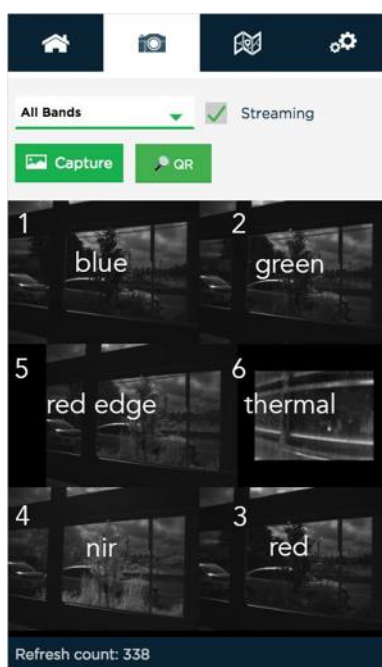 All Bands
Streaming
Capture
QR
1
2
blue
green
5
6
red edge
thermal
4
3
nir
red
Refresh count: 338